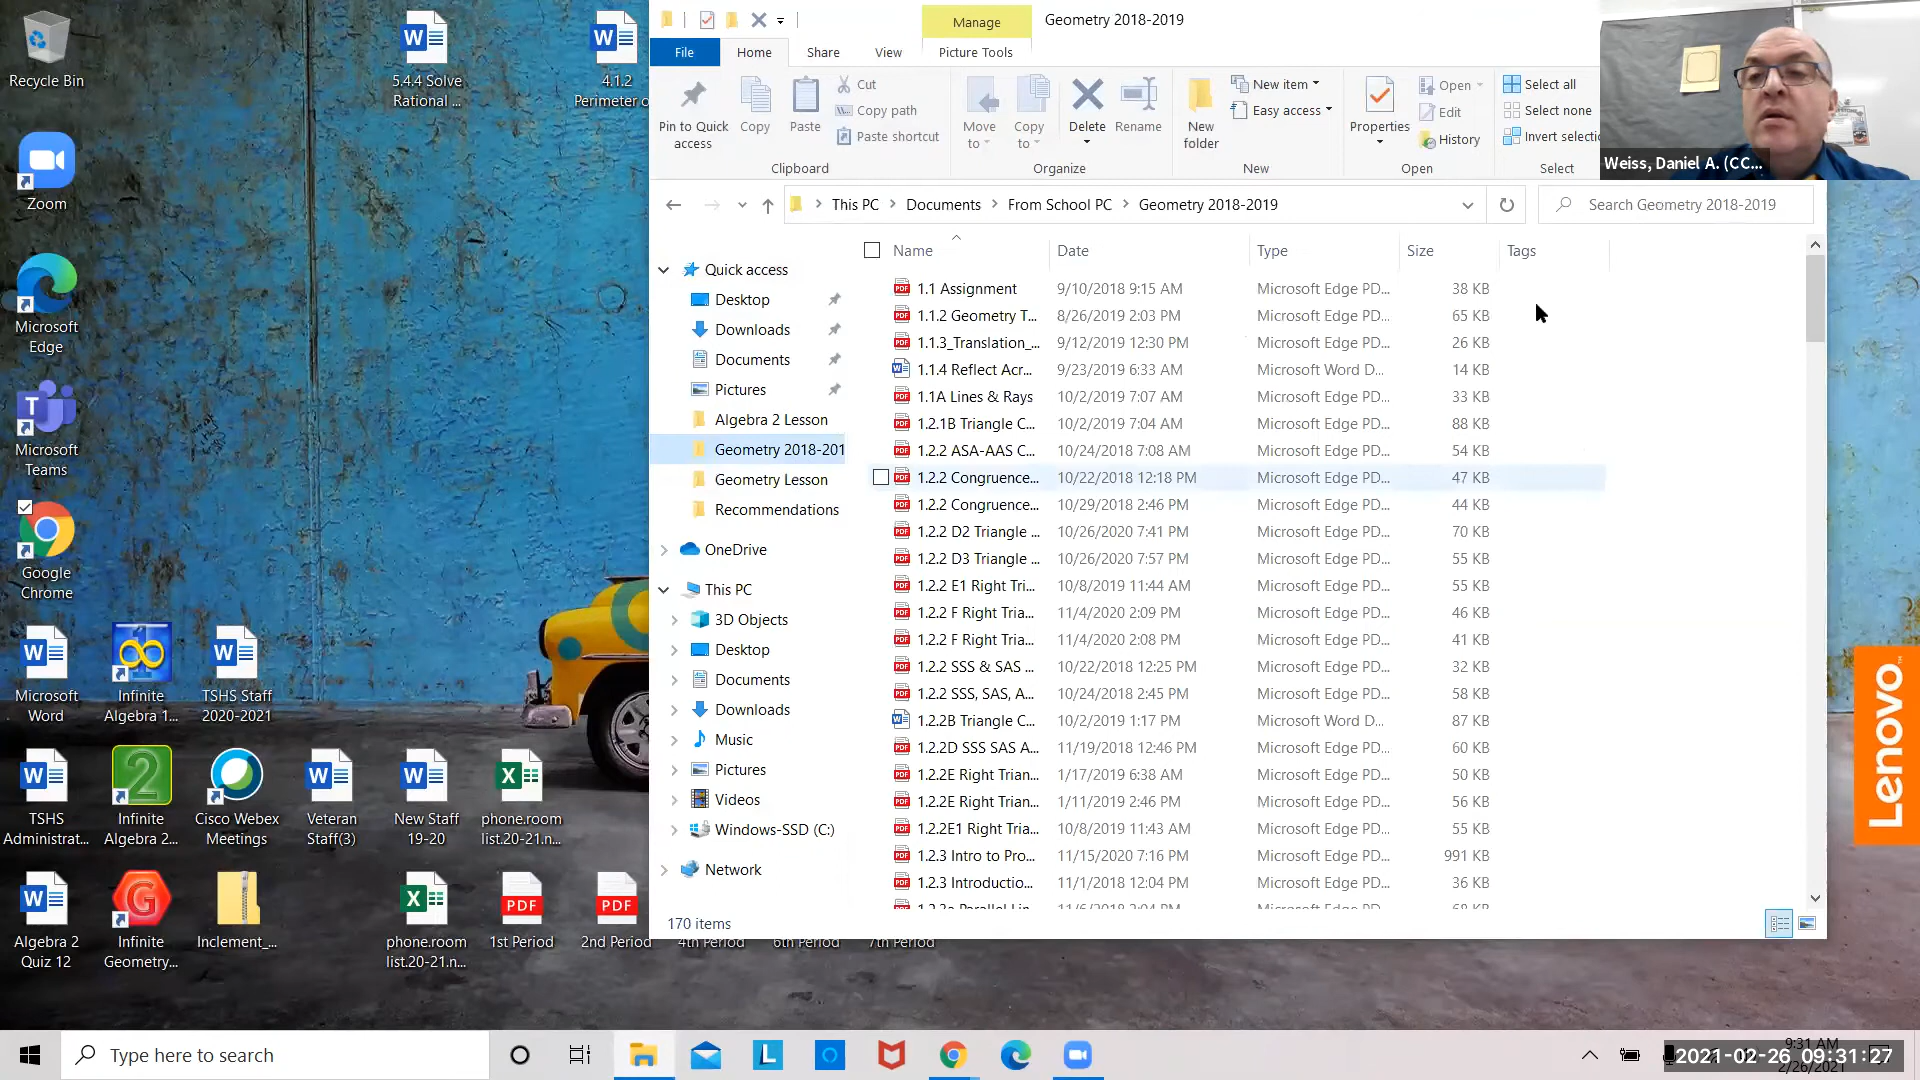 Recycle Bin
Zoom
Microsoft
Edge
Microsoft
Teams
Google
Chrome
Microsoft
Word
Infinite
Algebra 1...
TSHS Staff
2020-2021
TSHS
Administrat...
Infinite
Algebra 2...
Cisco Webex
Meetings
Veteran
Staff(3)
New Staff
19-20
phone.room
list.20-21.n...
Algebra 2
Quiz 12
Infinite
Geometry...
Inclement_...
phone.room
list.20-21.n...
1st Period
2nd Period
4th Period
6th Period
7th Period
5.4.4 Solve
Rational ...
4.1.2
Perimeter o
Manage
Geometry 2018-2019
File
Home
Share
View
Picture Tools
Pin to Quick
access
Copy
Paste
Cut
Copy path
Paste shortcut
Clipboard
Move
to
Copy
to
Delete
Rename
Organize
New
folder
New item
Easy access
New
Properties
Open
Edit
History
Open
Select all
Select none
Invert selectio
Select
Weiss, Daniel A. (CC...
This PC > Documents > From School PC > Geometry 2018-2019
Search Geometry 2018-2019
Quick access
Desktop
Downloads
Documents
Pictures
Algebra 2 Lesson
Geometry 2018-201
Geometry Lesson
Recommendations
OneDrive
This PC
3D Objects
Desktop
Documents
Downloads
Music
Pictures
Videos
Windows-SSD (C:)
Network
Name Date Type Size Tags
1.1 Assignment 9/10/2018 9:15 AM Microsoft Edge PD... 38 KB
1.1.2 Geometry T... 8/26/2019 2:03 PM Microsoft Edge PD... 65 KB
1.1.3_Translation_... 9/12/2019 12:30 PM Microsoft Edge PD... 26 KB
1.1.4 Reflect Acr... 9/23/2019 6:33 AM Microsoft Word D... 14 KB
1.1A Lines & Rays 10/2/2019 7:07 AM Microsoft Edge PD... 33 KB
1.2.1B Triangle C... 10/2/2019 7:04 AM Microsoft Edge PD... 88 KB
1.2.2 ASA-AAS C... 10/24/2018 7:08 AM Microsoft Edge PD... 54 KB
1.2.2 Congruence... 10/22/2018 12:18 PM Microsoft Edge PD... 47 KB
1.2.2 Congruence... 10/29/2018 2:46 PM Microsoft Edge PD... 44 KB
1.2.2 D2 Triangle ... 10/26/2020 7:41 PM Microsoft Edge PD... 70 KB
1.2.2 D3 Triangle ... 10/26/2020 7:57 PM Microsoft Edge PD... 55 KB
1.2.2 E1 Right Tri... 10/8/2019 11:44 AM Microsoft Edge PD... 55 KB
1.2.2 F Right Tria... 11/4/2020 2:09 PM Microsoft Edge PD... 46 KB
1.2.2 F Right Tria... 11/4/2020 2:08 PM Microsoft Edge PD... 41 KB
1.2.2 SSS & SAS ... 10/22/2018 12:25 PM Microsoft Edge PD... 32 KB
1.2.2 SSS, SAS, A... 10/24/2018 2:45 PM Microsoft Edge PD... 58 KB
1.2.2B Triangle C... 10/2/2019 1:17 PM Microsoft Word D... 87 KB
1.2.2D SSS SAS A... 11/19/2018 12:46 PM Microsoft Edge PD... 60 KB
1.2.2E Right Trian... 1/17/2019 6:38 AM Microsoft Edge PD... 50 KB
1.2.2E Right Trian... 1/11/2019 2:46 PM Microsoft Edge PD... 56 KB
1.2.2E1 Right Tria... 10/8/2019 11:43 AM Microsoft Edge PD... 55 KB
1.2.3 Intro to Pro... 11/15/2020 7:16 PM Microsoft Edge PD... 991 KB
1.2.3 Introductio... 11/1/2018 12:04 PM Microsoft Edge PD... 36 KB
170 items
Lenovo
Type here to search
9:31 AM
2021-02-26 09:31:27